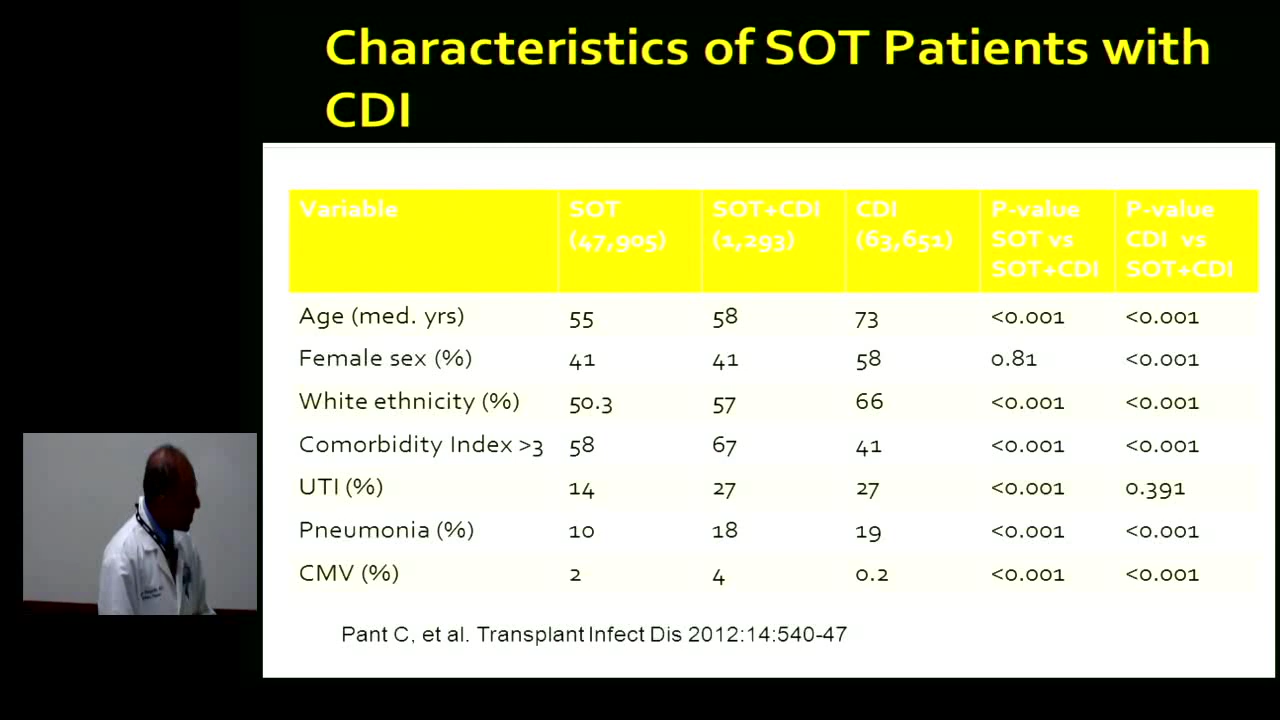 Characteristics of SOT Patients with
CDI
Variable SOT (47,905) SOT+CDI (1,293) CDI (63,651) P-value SOT vs SOT+CDI P-value CDI vs SOT+CDI
Age (med. yrs) 55 58 73 <0.001 <0.001
Female sex (%) 41 41 58 0.81 <0.001
White ethnicity (%) 50.3 57 66 <0.001 <0.001
Comorbidity Index >3 58 67 41 <0.001 <0.001
UTI (%) 14 27 27 <0.001 0.391
Pneumonia (%) 10 18 19 <0.001 <0.001
CMV (%) 2 4 0.2 <0.001 <0.001
Pant C, et al. Transplant Infect Dis 2012:14:540-47